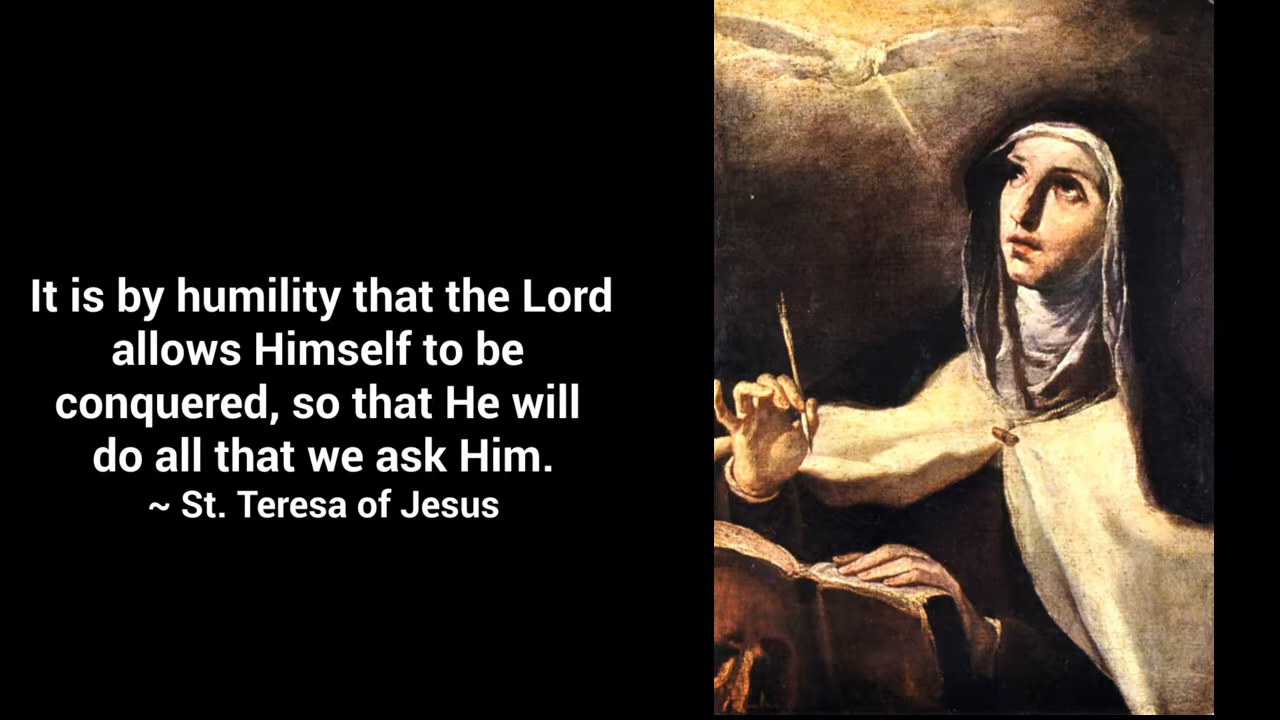 It is by humility that the Lord
allows Himself to be
conquered, so that He will
do all that we ask Him.
~ St. Teresa of Jesus